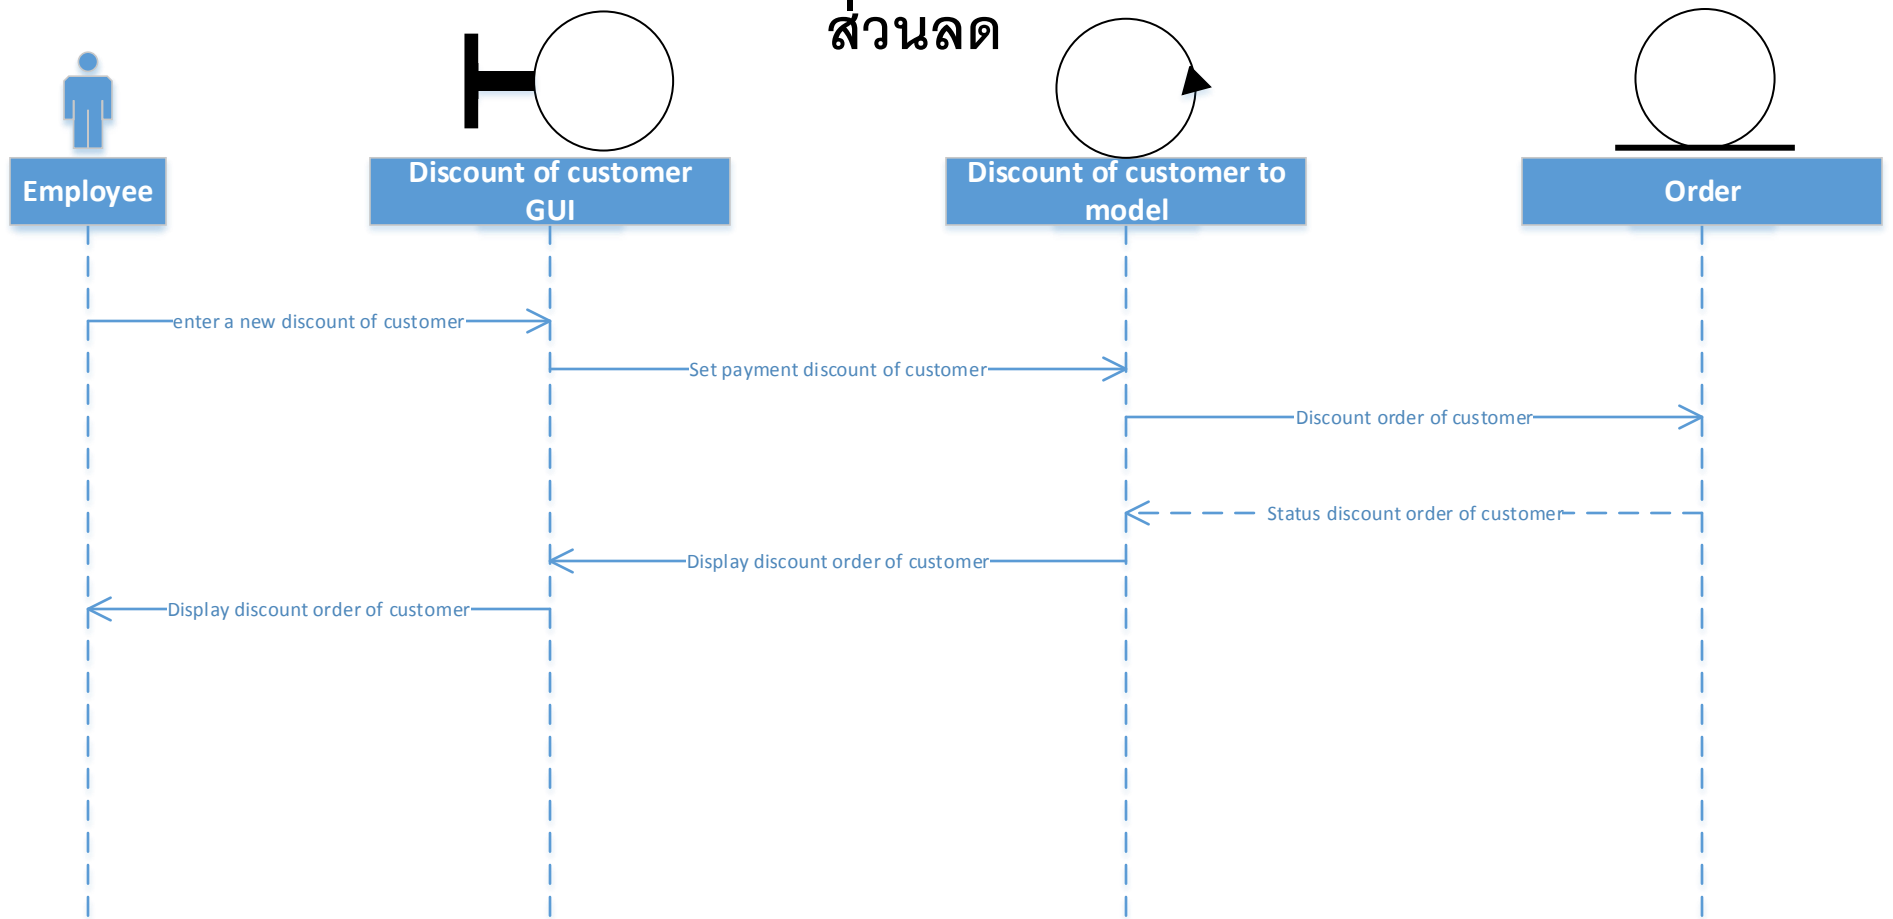 ส่วนลด
Employee
Discount of customer
GUI
Discount of customer to
model
Order
enter a new discount of customer
Set payment discount of customer
Discount order of customer
Status discount order of customer
Display discount order of customer
Display discount order of customer